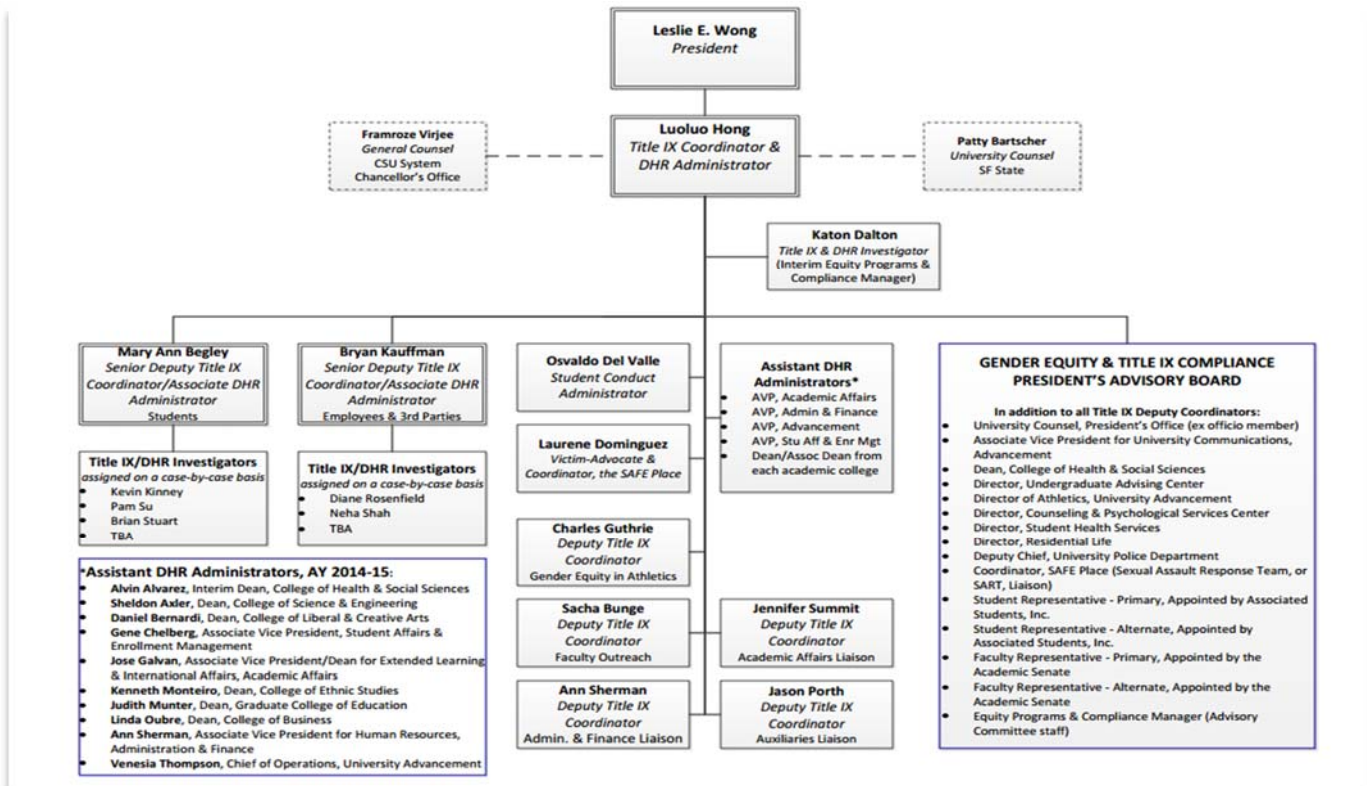 Leslie E. Wong
President
Framroze Virjee
General Counsel
CSU System
Chancellor's Office
Luoluo Hong
Title IX Coordinator &
DHR Administrator
Patty Bartscher
University Counsel
SF State
Katon Dalton
Title IX & DHR Investigator
(Interim Equity Programs &
Compliance Manager)
Mary Ann Begley
Senior Deputy Title IX
Coordinator/Associate DHR
Administrator
Students
Bryan Kauffman
Senior Deputy Title IX
Coordinator/Associate DHR
Administrator
Employees & 3rd Parties
Title IX/DHR Investigators
assigned on a case-by-case basis
• Kevin Kinney
• Pam Su
• Brian Stuart
• TBA
Title IX/DHR Investigators
assigned on a case-by-case basis
• Diane Rosenfield
• Neha Shah
• TBA
*Assistant DHR Administrators, AY 2014-15:
• Alvin Alvarez, Interim Dean, College of Health & Social Sciences
• Sheldon Axler, Dean, College of Science & Engineering
• Daniel Bernardi, Dean, College of Liberal & Creative Arts
• Gene Chelberg, Associate Vice President, Student Affairs &
Enrollment Management
• Jose Galvan, Associate Vice President/Dean for Extended Learning
& International Affairs, Academic Affairs
• Kenneth Monteiro, Dean, College of Ethnic Studies
• Judith Munter, Dean, Graduate College of Education
• Linda Oubre, Dean, College of Business
• Ann Sherman, Associate Vice President for Human Resources,
Administration & Finance
• Venesia Thompson, Chief of Operations, University Advancement
Osvaldo Del Valle
Student Conduct
Administrator
Laurene Dominguez
Victim-Advocate &
Coordinator, the SAFE Place
Charles Guthrie
Deputy Title IX
Coordinator
Gender Equity in Athletics
Sacha Bunge
Deputy Title IX
Coordinator
Faculty Outreach
Ann Sherman
Deputy Title IX
Coordinator
Admin. & Finance Liaison
Assistant DHR
Administrators*
• AVP, Academic Affairs
• AVP, Admin & Finance
• AVP, Advancement
• AVP, Stu Aff & Enr Mgt
• Dean/Assoc Dean from
each academic college
Jennifer Summit
Deputy Title IX
Coordinator
Academic Affairs Liaison
Jason Porth
Deputy Title IX
Coordinator
Auxiliaries Liaison
GENDER EQUITY & TITLE IX COMPLIANCE
PRESIDENT'S ADVISORY BOARD
In addition to all Title IX Deputy Coordinators:
• University Counsel, President's Office (ex officio member)
• Associate Vice President for University Communications,
Advancement
• Dean, College of Health & Social Sciences
• Director, Undergraduate Advising Center
• Director of Athletics, University Advancement
• Director, Counseling & Psychological Services Center
• Director, Student Health Services
• Director, Residential Life
• Deputy Chief, University Police Department
• Coordinator, SAFE Place (Sexual Assault Response Team, or
SART, Liaison)
• Student Representative - Primary, Appointed by Associated
Students, Inc.
• Student Representative - Alternate, Appointed by
Associated Students, Inc.
• Faculty Representative - Primary, Appointed by the
Academic Senate
• Faculty Representative - Alternate, Appointed by the
Academic Senate
• Equity Programs & Compliance Manager (Advisory
Committee staff)